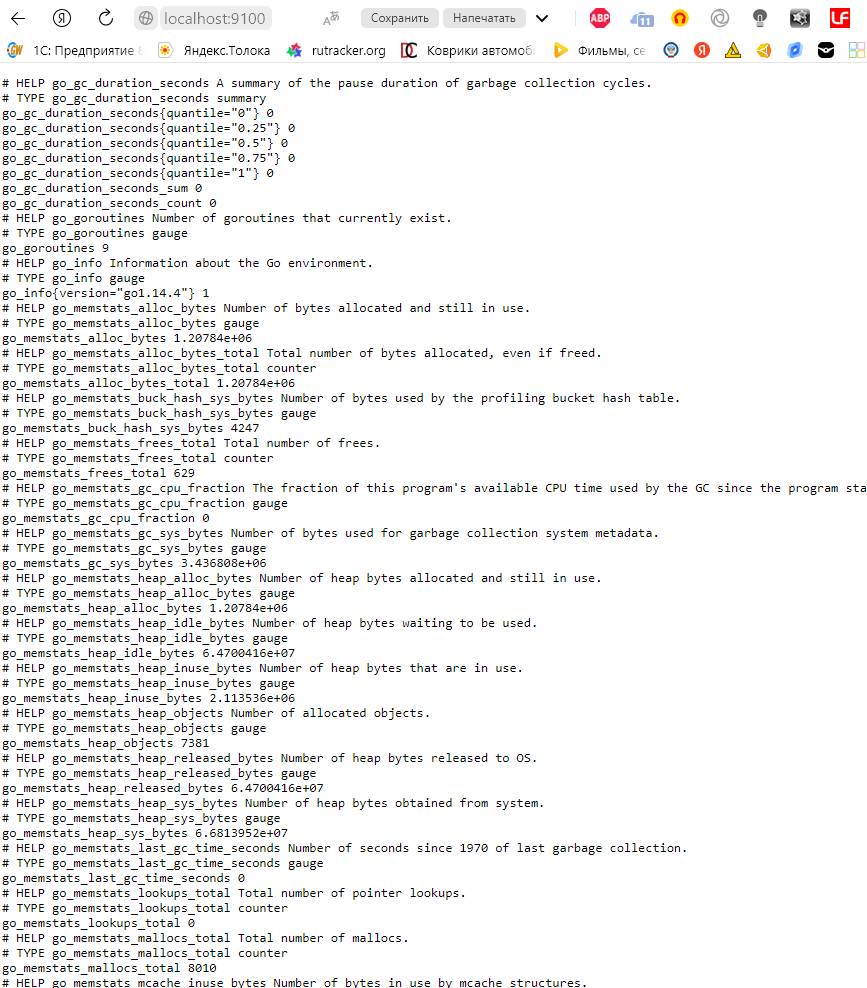 localhost:9100
Сохранить
Напечатать
ABP
11
LF
1С: Предприятие 8
Яндекс.Толока
rutracker.org
Коврики автомоби
Фильмы, се
# HELP go_gc_duration_seconds A summary of the pause duration of garbage collection cycles.
# TYPE go_gc_duration_seconds summary
go_gc_duration_seconds{quantile="0"} 0
go_gc_duration_seconds{quantile="0.25"} 0
go_gc_duration_seconds{quantile="0.5"} 0
go_gc_duration_seconds{quantile="0.75"} 0
go_gc_duration_seconds{quantile="1"} 0
go_gc_duration_seconds_sum 0
go_gc_duration_seconds_count 0
# HELP go_goroutines Number of goroutines that currently exist.
# TYPE go_goroutines gauge
go_goroutines 9
# HELP go_info Information about the Go environment.
# TYPE go_info gauge
go_info{version="go1.14.4"} 1
# HELP go_memstats_alloc_bytes Number of bytes allocated and still in use.
# TYPE go_memstats_alloc_bytes gauge
go_memstats_alloc_bytes 1.20784e+06
# HELP go_memstats_alloc_bytes_total Total number of bytes allocated, even if freed.
# TYPE go_memstats_alloc_bytes_total counter
go_memstats_alloc_bytes_total 1.20784e+06
# HELP go_memstats_buck_hash_sys_bytes Number of bytes used by the profiling bucket hash table.
# TYPE go_memstats_buck_hash_sys_bytes gauge
go_memstats_buck_hash_sys_bytes 4247
# HELP go_memstats_frees_total Total number of frees.
# TYPE go_memstats_frees_total counter
go_memstats_frees_total 629
# HELP go_memstats_gc_cpu_fraction The fraction of this program's available CPU time used by the GC since the program sta
# TYPE go_memstats_gc_cpu_fraction gauge
go_memstats_gc_cpu_fraction 0
# HELP go_memstats_gc_sys_bytes Number of bytes used for garbage collection system metadata.
# TYPE go_memstats_gc_sys_bytes gauge
go_memstats_gc_sys_bytes 3.436808e+06
# HELP go_memstats_heap_alloc_bytes Number of heap bytes allocated and still in use.
# TYPE go_memstats_heap_alloc_bytes gauge
go_memstats_heap_alloc_bytes 1.20784e+06
# HELP go_memstats_heap_idle_bytes Number of heap bytes waiting to be used.
# TYPE go_memstats_heap_idle_bytes gauge
go_memstats_heap_idle_bytes 6.4700416e+07
# HELP go_memstats_heap_inuse_bytes Number of heap bytes that are in use.
# TYPE go_memstats_heap_inuse_bytes gauge
go_memstats_heap_inuse_bytes 2.113536e+06
# HELP go_memstats_heap_objects Number of allocated objects.
# TYPE go_memstats_heap_objects gauge
go_memstats_heap_objects 7381
# HELP go_memstats_heap_released_bytes Number of heap bytes released to OS.
# TYPE go_memstats_heap_released_bytes gauge
go_memstats_heap_released_bytes 6.4700416e+07
# HELP go_memstats_heap_sys_bytes Number of heap bytes obtained from system.
# TYPE go_memstats_heap_sys_bytes gauge
go_memstats_heap_sys_bytes 6.6813952e+07
# HELP go_memstats_last_gc_time_seconds Number of seconds since 1970 of last garbage collection.
# TYPE go_memstats_last_gc_time_seconds gauge
go_memstats_last_gc_time_seconds 0
# HELP go_memstats_lookups_total Total number of pointer lookups.
# TYPE go_memstats_lookups_total counter
go_memstats_lookups_total 0
# HELP go_memstats_mallocs_total Total number of mallocs.
# TYPE go_memstats_mallocs_total counter
go_memstats_mallocs_total 8010
# HELP go_memstats_mcache_inuse_bytes Number of bytes in use by mcache structures.